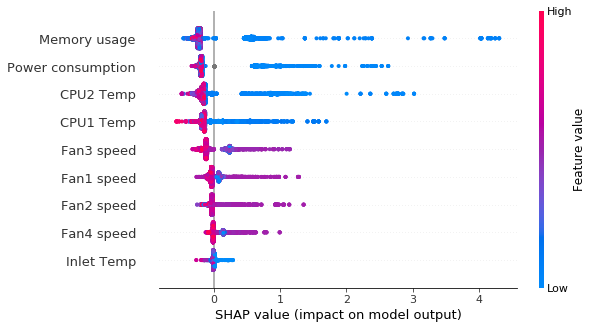 High
Memory usage
Power consumption
CPU2 Temp
CPU1 Temp
Fan3 speed
Fan1 speed
Fan2 speed
Fan4 speed
Inlet Temp
Feature value
Low
0 1 2 3 4
SHAP value (impact on model output)